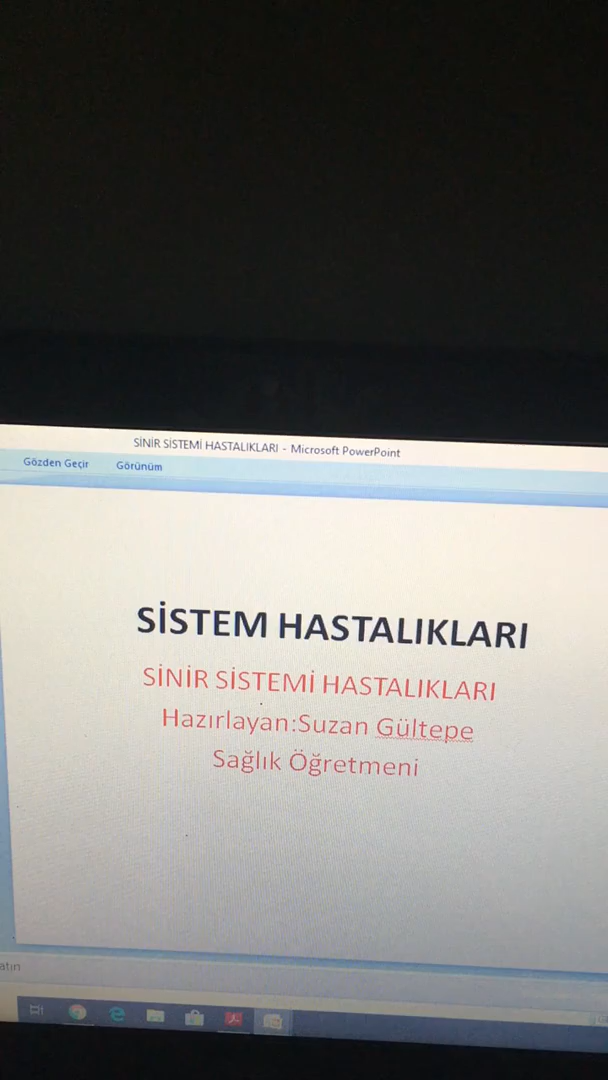 SİNİR SİSTEMİ HASTALIKLARI - Microsoft PowerPoint
Gözden Geçir Görünüm
SİSTEM HASTALIKLARI
SİNİR SİSTEMİ HASTALIKLARI
Hazırlayan:Suzan Gültepe
Sağlık Öğretmeni
atın